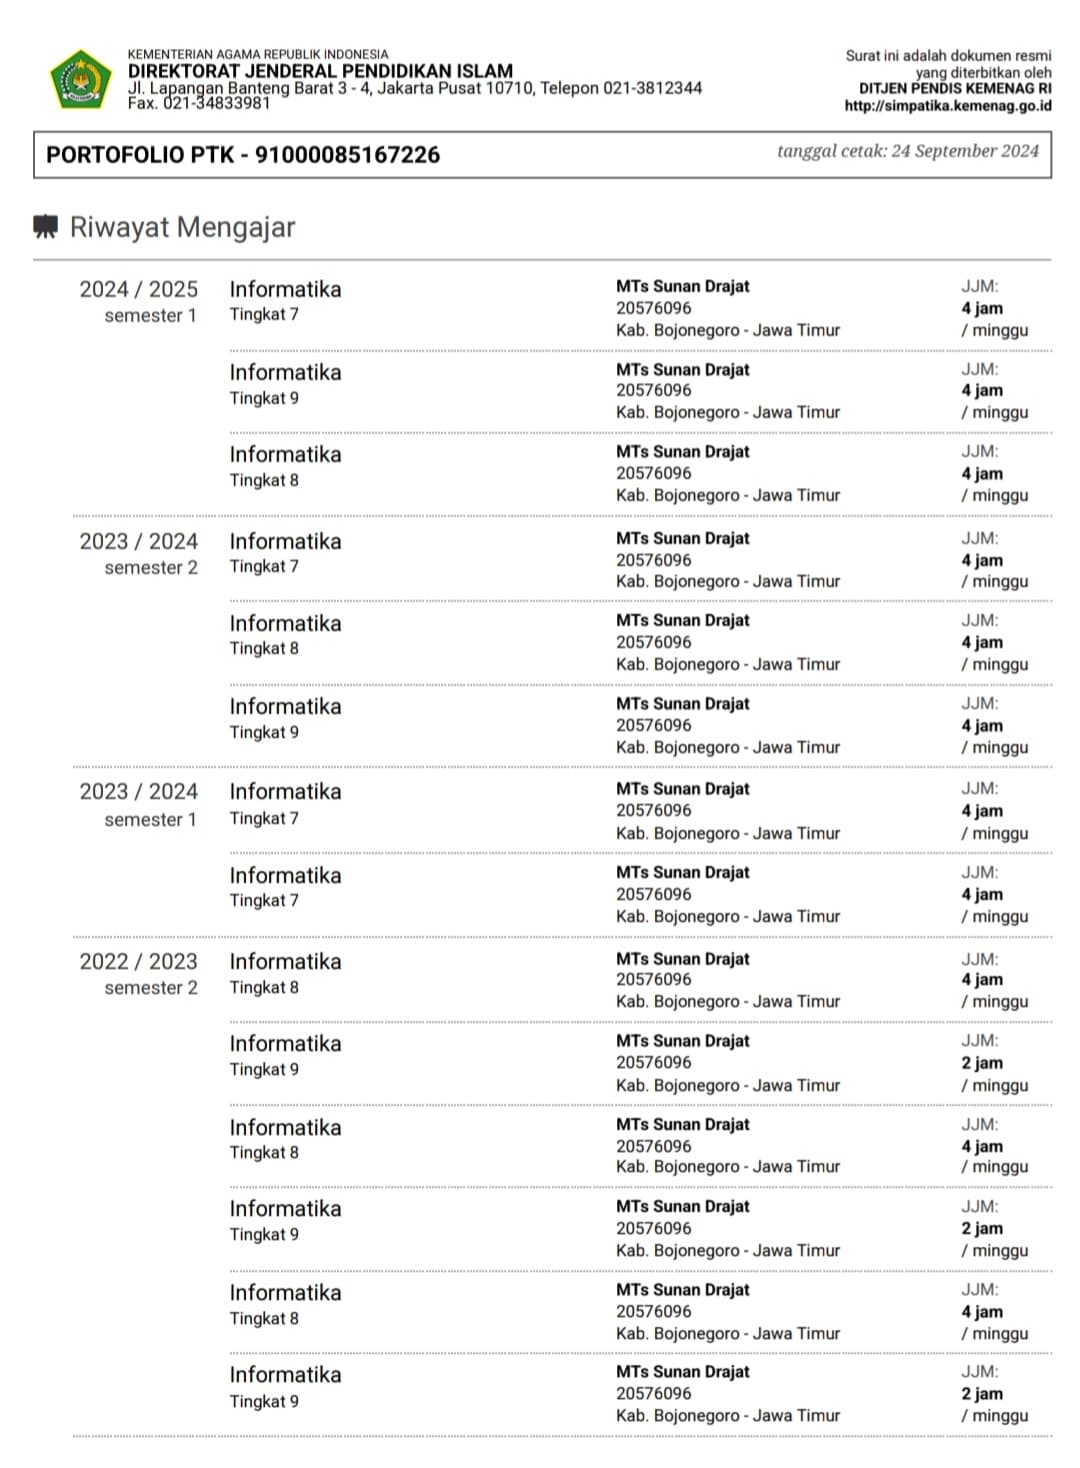 KEMENTERIAN AGAMA REPUBLIK INDONESIA
DIREKTORAT JENDERAL PENDIDIKAN ISLAM
Jl. Lapangan Banteng Barat 3 - 4, Jakarta Pusat 10710, Telepon 021-3812344
Fax. 021-34833981
Surat ini adalah dokumen resmi
yang diterbitkan oleh
DITJEN PENDIS KEMENAG RI
http://simpatika.kemenag.go.id
PORTOFOLIO PTK - 91000085167226
tanggal cetak: 24 September 2024
Riwayat Mengajar
2024 / 2025
semester 1
Informatika
Tingkat 7
MTs Sunan Drajat
20576096
Kab. Bojonegoro - Jawa Timur
JJM:
4 jam
/ minggu
Informatika
Tingkat 9
MTs Sunan Drajat
20576096
Kab. Bojonegoro - Jawa Timur
JJM:
4 jam
/ minggu
Informatika
Tingkat 8
MTs Sunan Drajat
20576096
Kab. Bojonegoro - Jawa Timur
JJM:
4 jam
/ minggu
2023 / 2024
semester 2
Informatika
Tingkat 7
MTs Sunan Drajat
20576096
Kab. Bojonegoro - Jawa Timur
JJM:
4 jam
/ minggu
Informatika
Tingkat 8
MTs Sunan Drajat
20576096
Kab. Bojonegoro - Jawa Timur
JJM:
4 jam
/ minggu
Informatika
Tingkat 9
MTs Sunan Drajat
20576096
Kab. Bojonegoro - Jawa Timur
JJM:
4 jam
/ minggu
2023 / 2024
semester 1
Informatika
Tingkat 7
MTs Sunan Drajat
20576096
Kab. Bojonegoro - Jawa Timur
JJM:
4 jam
/ minggu
Informatika
Tingkat 7
MTs Sunan Drajat
20576096
Kab. Bojonegoro - Jawa Timur
JJM:
4 jam
/ minggu
2022 / 2023
semester 2
Informatika
Tingkat 8
MTs Sunan Drajat
20576096
Kab. Bojonegoro - Jawa Timur
JJM:
4 jam
/ minggu
Informatika
Tingkat 9
MTs Sunan Drajat
20576096
Kab. Bojonegoro - Jawa Timur
JJM:
2 jam
/ minggu
Informatika
Tingkat 8
MTs Sunan Drajat
20576096
Kab. Bojonegoro - Jawa Timur
JJM:
4 jam
/ minggu
Informatika
Tingkat 9
MTs Sunan Drajat
20576096
Kab. Bojonegoro - Jawa Timur
JJM:
2 jam
/ minggu
Informatika
Tingkat 8
MTs Sunan Drajat
20576096
Kab. Bojonegoro - Jawa Timur
JJM:
4 jam
/ minggu
Informatika
Tingkat 9
MTs Sunan Drajat
20576096
Kab. Bojonegoro - Jawa Timur
JJM:
2 jam
/ minggu